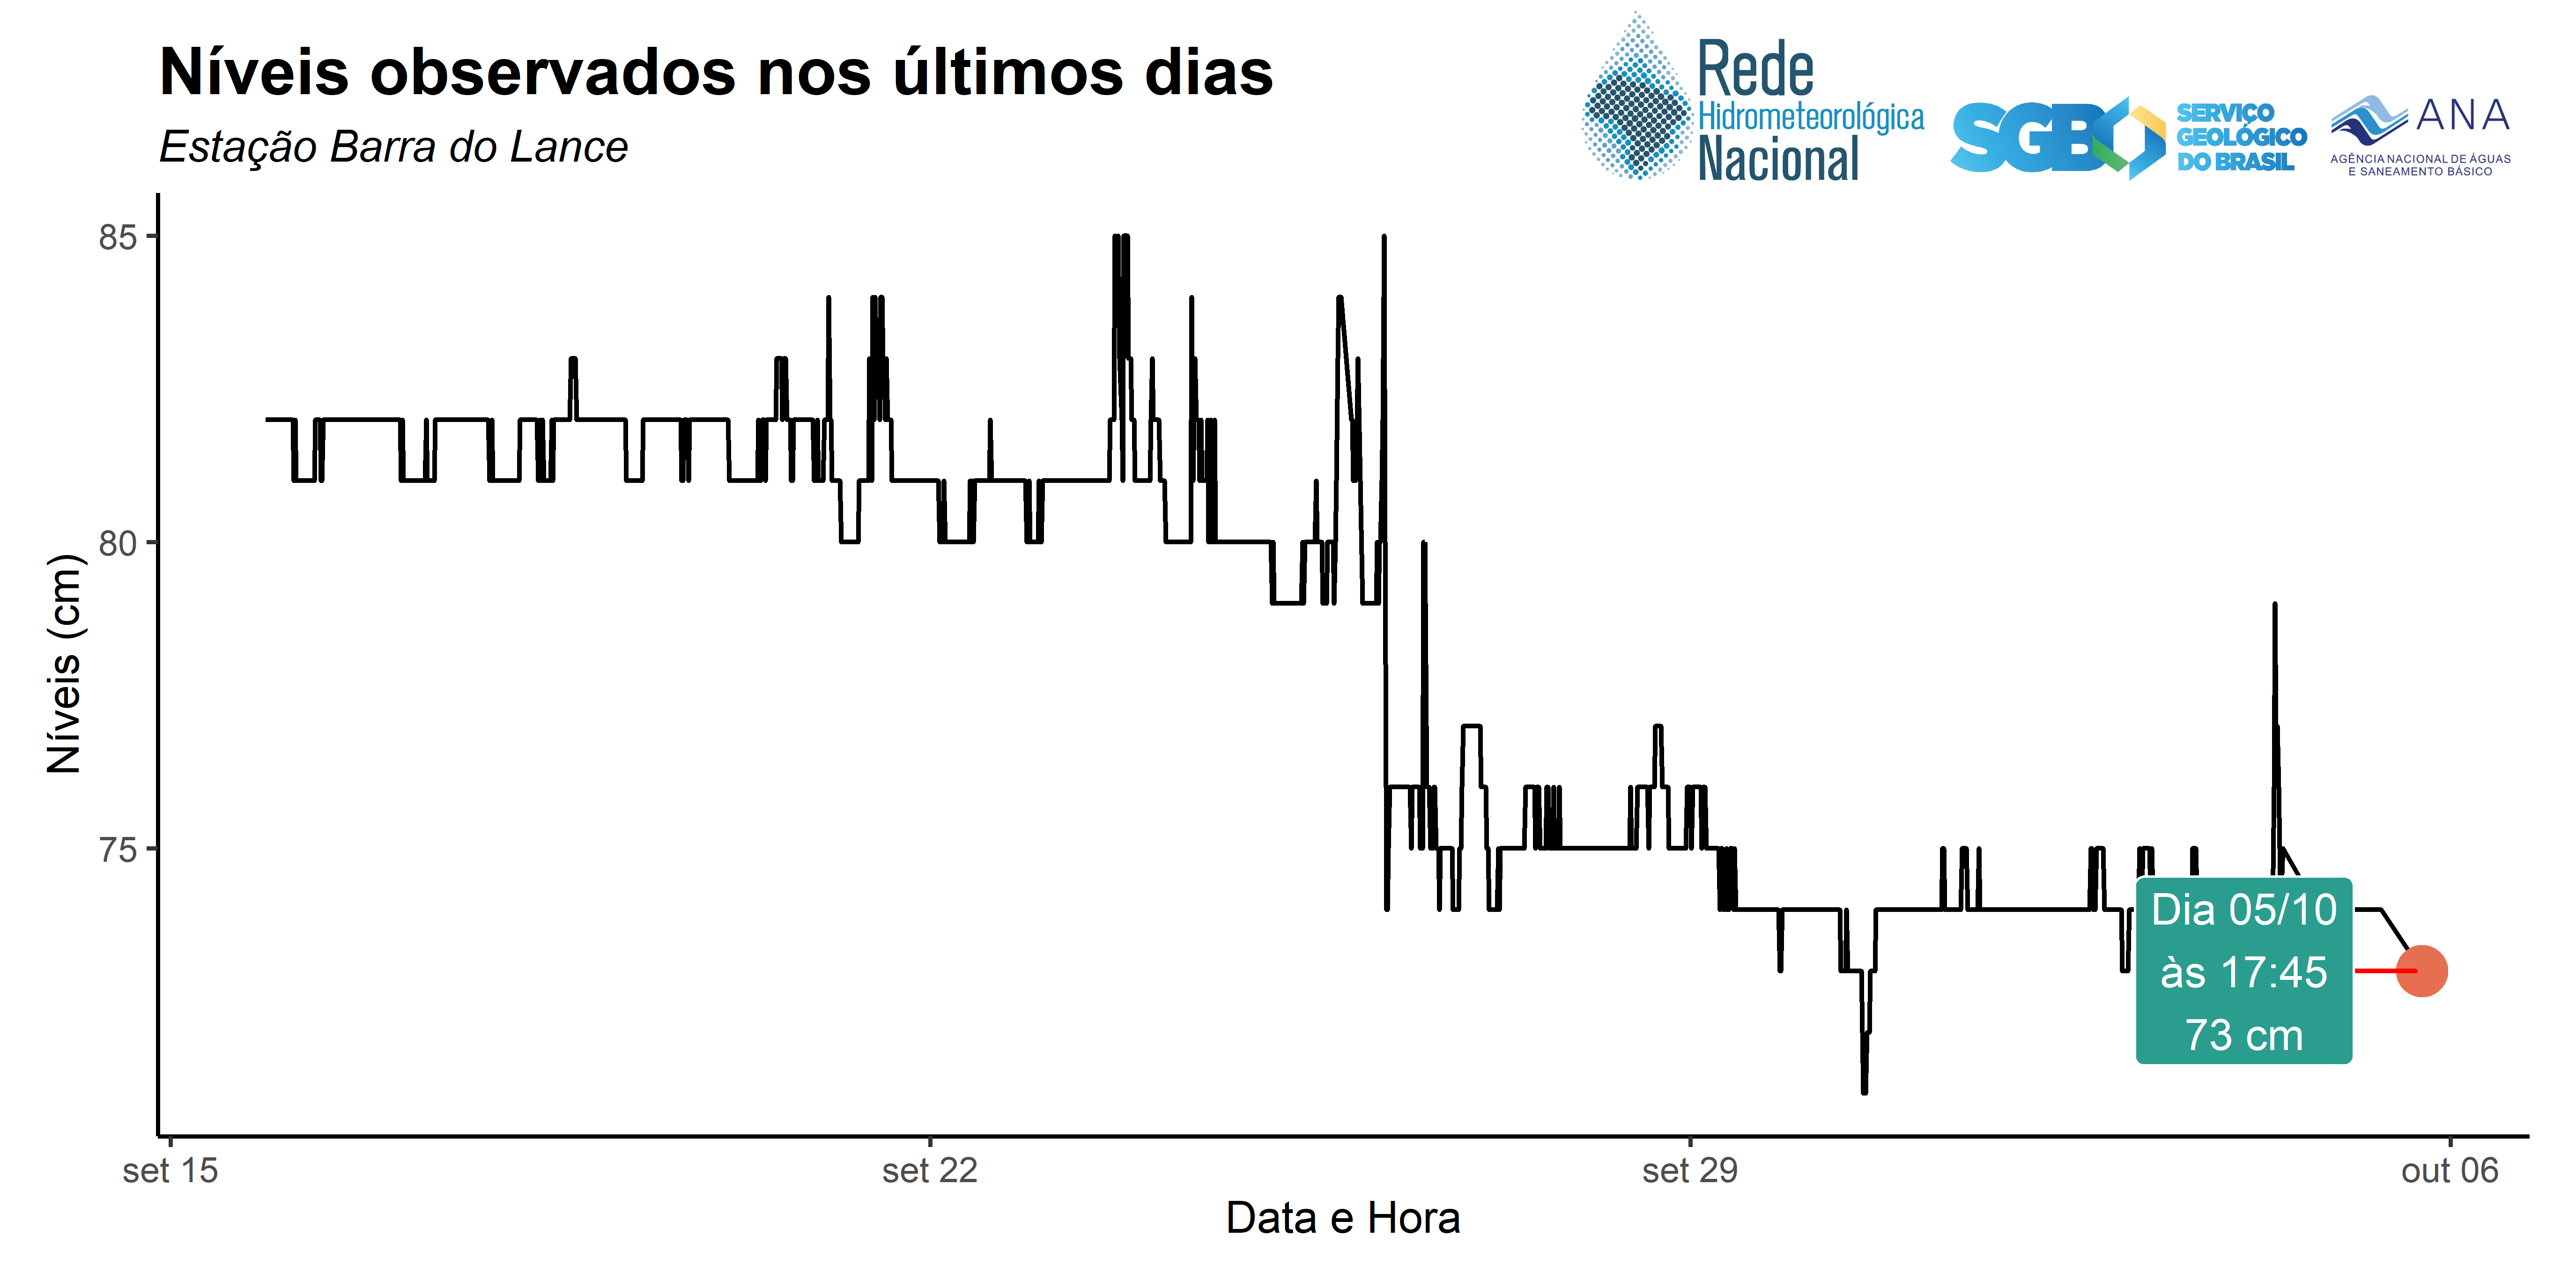 Níveis observados nos últimos dias
Estação Barra do Lance
Rede
Hidrometeorológica
Nacional
SGB
SERVIÇO
GEOLÓGICO
DO BRASIL
ANA
AGÊNCIA NACIONAL DE ÁGUAS
E SANEAMENTO BÁSICO
85
80
75
Níveis (cm)
Dia 05/10
às 17:45
73 cm
set 15
set 22
set 29
out 06
Data e Hora